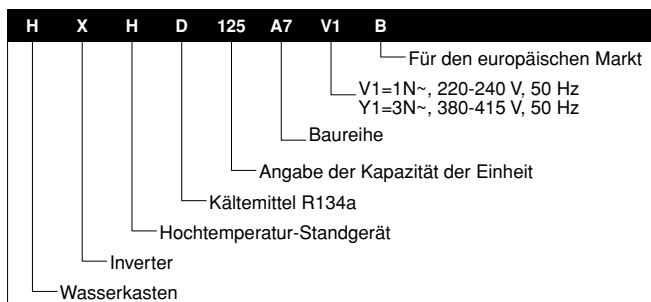 H X H D 125 A7 V1 B
Für den europäischen Markt
V1=1N~, 220-240 V, 50 Hz
Y1=3N~, 380-415 V, 50 Hz
Baureihe
Angabe der Kapazität der Einheit
Kältemittel R134a
Hochtemperatur-Standgerät
Inverter
Wasserkasten